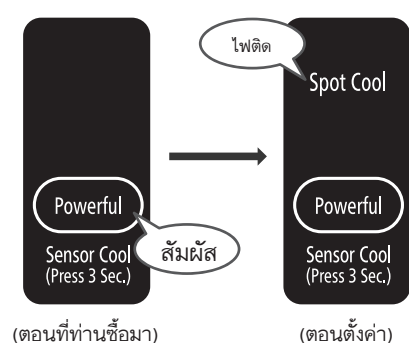 Powerful
Sensor Cool
(Press 3 Sec.)
สัมผัส
(ตอนที่ท่านซื้อมา)
ไฟติด
Spot Cool
Powerful
Sensor Cool
(Press 3 Sec.)
(ตอนตั้งค่า)